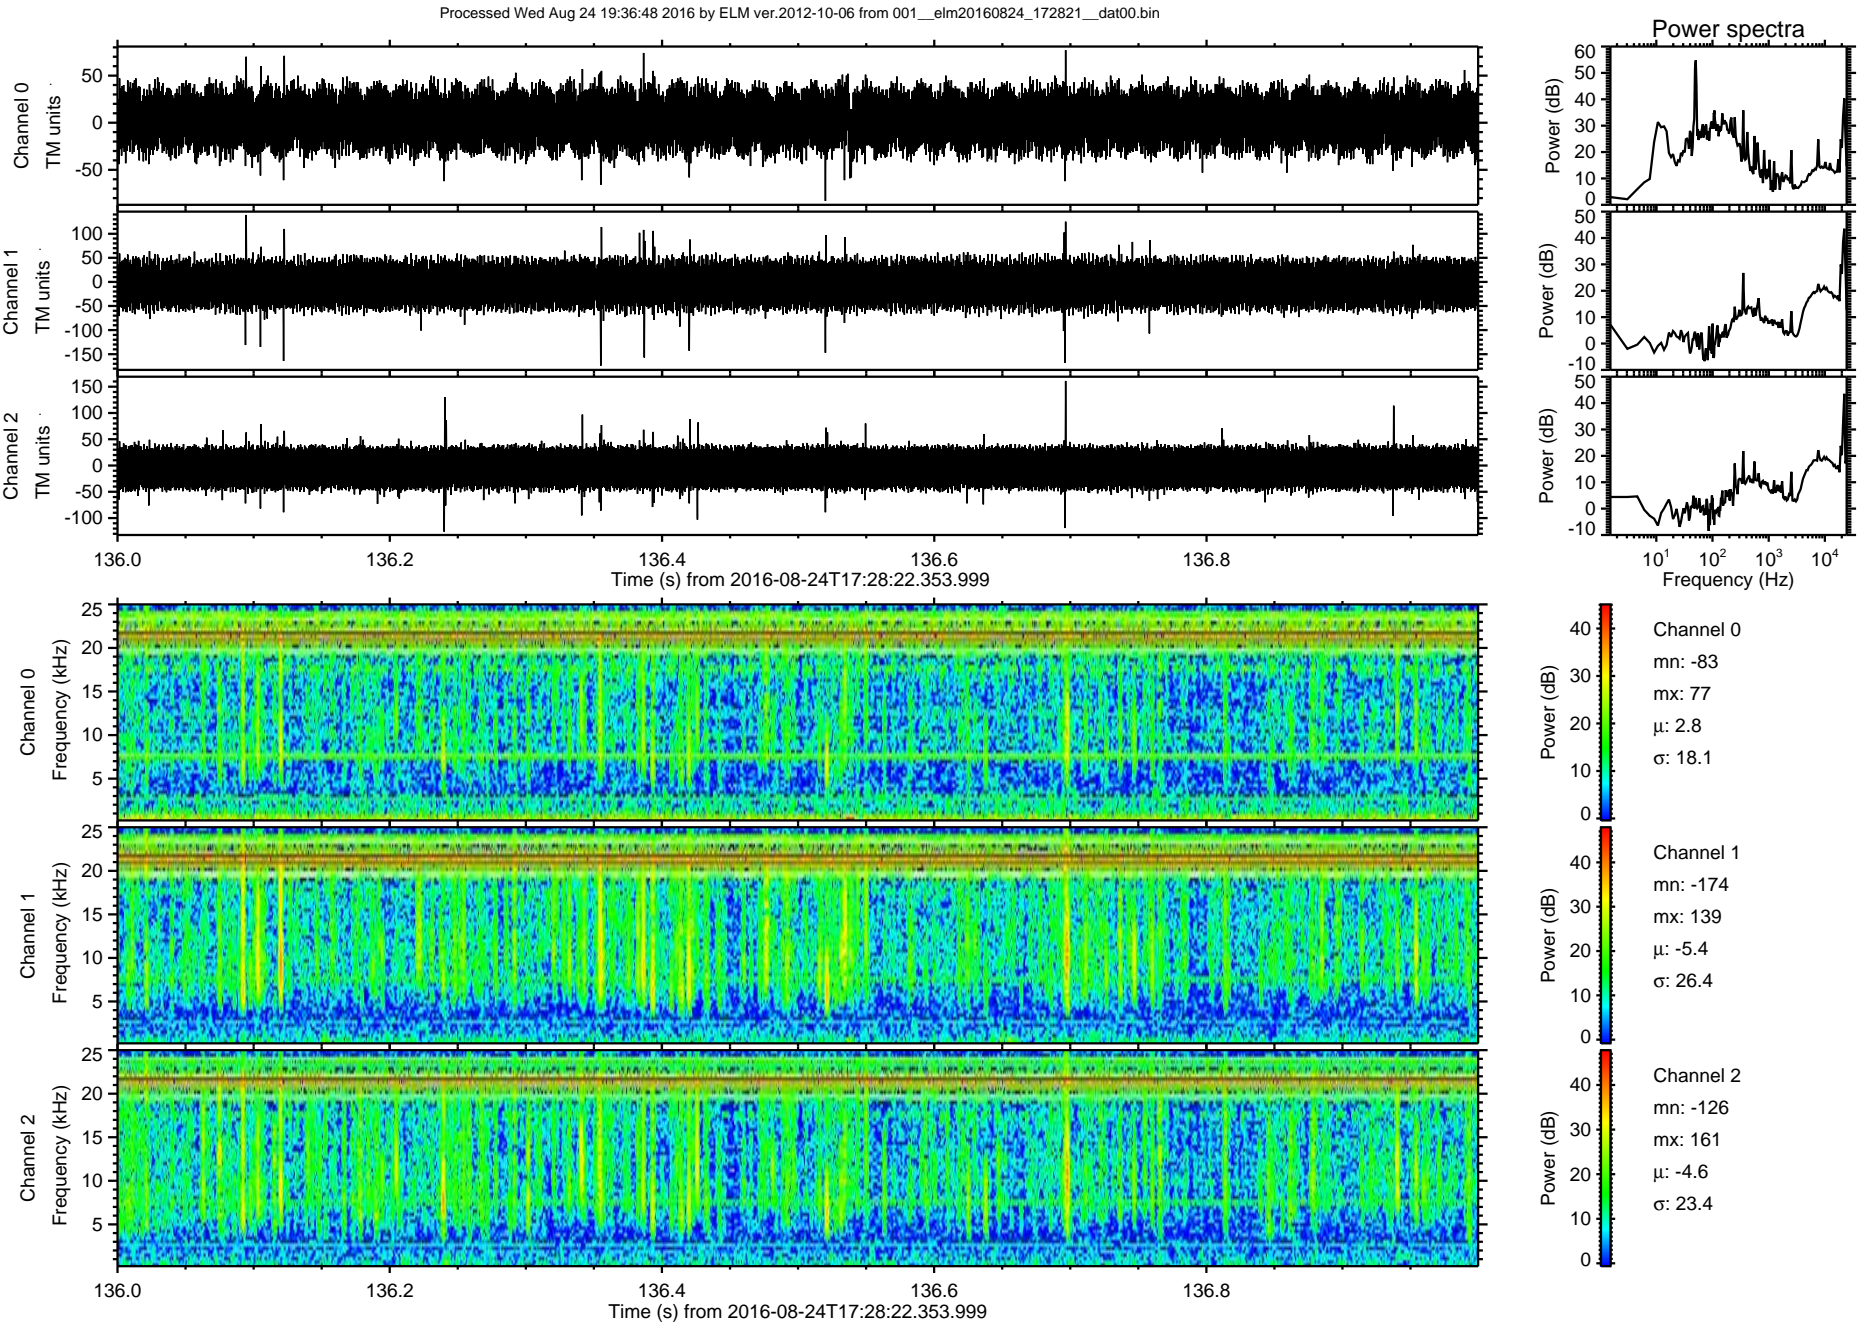 Processed Wed Aug 24 19:36:48 2016 by ELM ver.2012-10-06 from 001__elm20160824_172821__dat00.bin
Power spectra
Channel 0
TM units
50
0
-50
Power (dB)
60
50
40
30
20
10
0
Channel 1
TM units
100
50
0
-50
-100
-150
Power (dB)
50
40
30
20
10
0
-10
Channel 2
TM units
150
100
50
0
-50
-100
Power (dB)
50
40
30
20
10
0
-10
136.0 136.2 136.4 136.6 136.8
Time (s) from 2016-08-24T17:28:22.353.999
10^1 10^2 10^3 10^4
Frequency (Hz)
Channel 0
Frequency (kHz)
25
20
15
10
5
Power (dB)
40
30
20
10
0
Channel 0
mn: -83
mx: 77
μ: 2.8
σ: 18.1
Channel 1
Frequency (kHz)
25
20
15
10
5
Power (dB)
40
30
20
10
0
Channel 1
mn: -174
mx: 139
μ: -5.4
σ: 26.4
Channel 2
Frequency (kHz)
25
20
15
10
5
Power (dB)
40
30
20
10
0
Channel 2
mn: -126
mx: 161
μ: -4.6
σ: 23.4
136.0 136.2 136.4 136.6 136.8
Time (s) from 2016-08-24T17:28:22.353.999